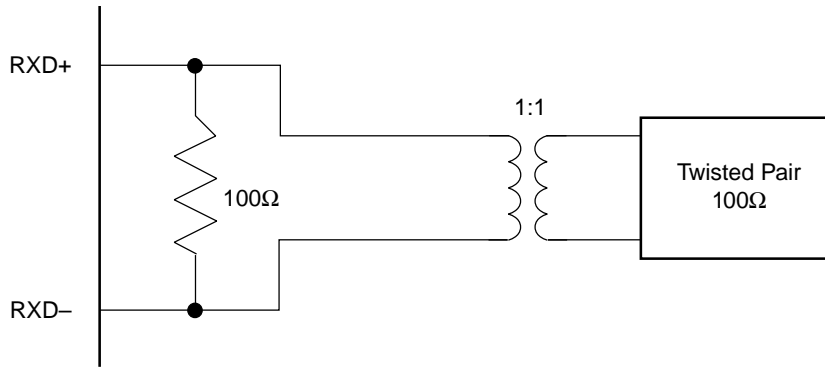 RXD+
1:1
Twisted Pair
100Ω
100Ω
RXD–